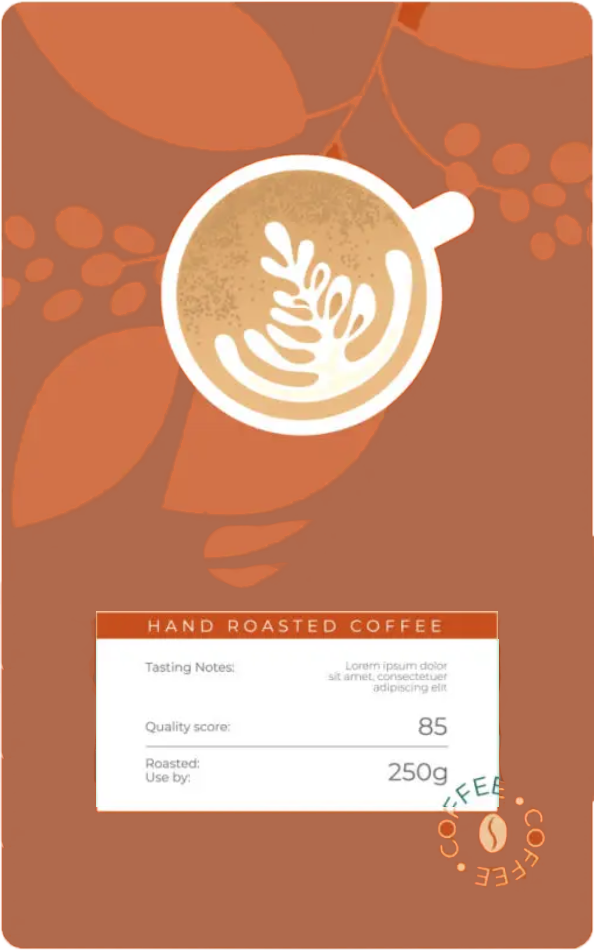 HAND ROASTED COFFEE
Tasting Notes:
Lorem ipsum dolor
sit amet, consectetuer
adipiscing elit
Quality score:
85
Roasted:
Use by:
250g
COFFEE
COFFEE